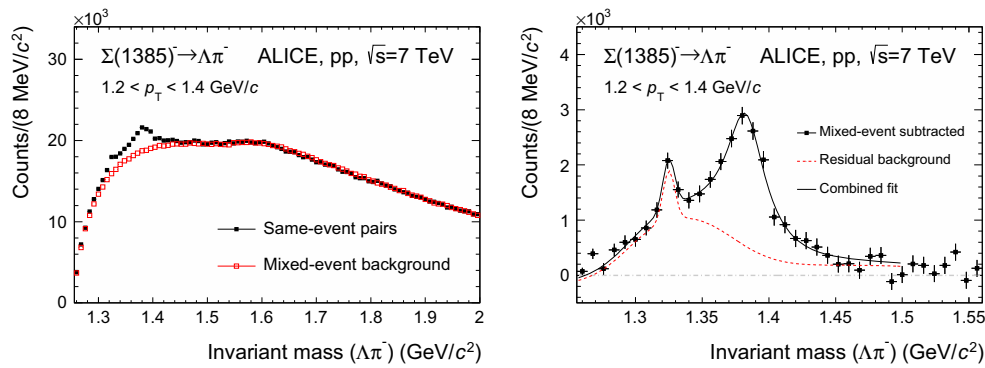 ×10³
Σ(1385)⁻→Λπ⁻ ALICE, pp, √s=7 TeV
1.2 < p_T < 1.4 GeV/c
Counts/(8 MeV/c²)
40
30
20
10
0
Same-event pairs
Mixed-event background
1.3 1.4 1.5 1.6 1.7 1.8 1.9 2
Invariant mass (Λπ⁻) (GeV/c²)
×10³
Σ(1385)⁻→Λπ⁻ ALICE, pp, √s=7 TeV
1.2 < p_T < 1.4 GeV/c
Counts/(8 MeV/c²)
4
3
2
1
0
Mixed-event subtracted
Residual background
Combined fit
1.3 1.35 1.4 1.45 1.5 1.55
Invariant mass (Λπ⁻) (GeV/c²)